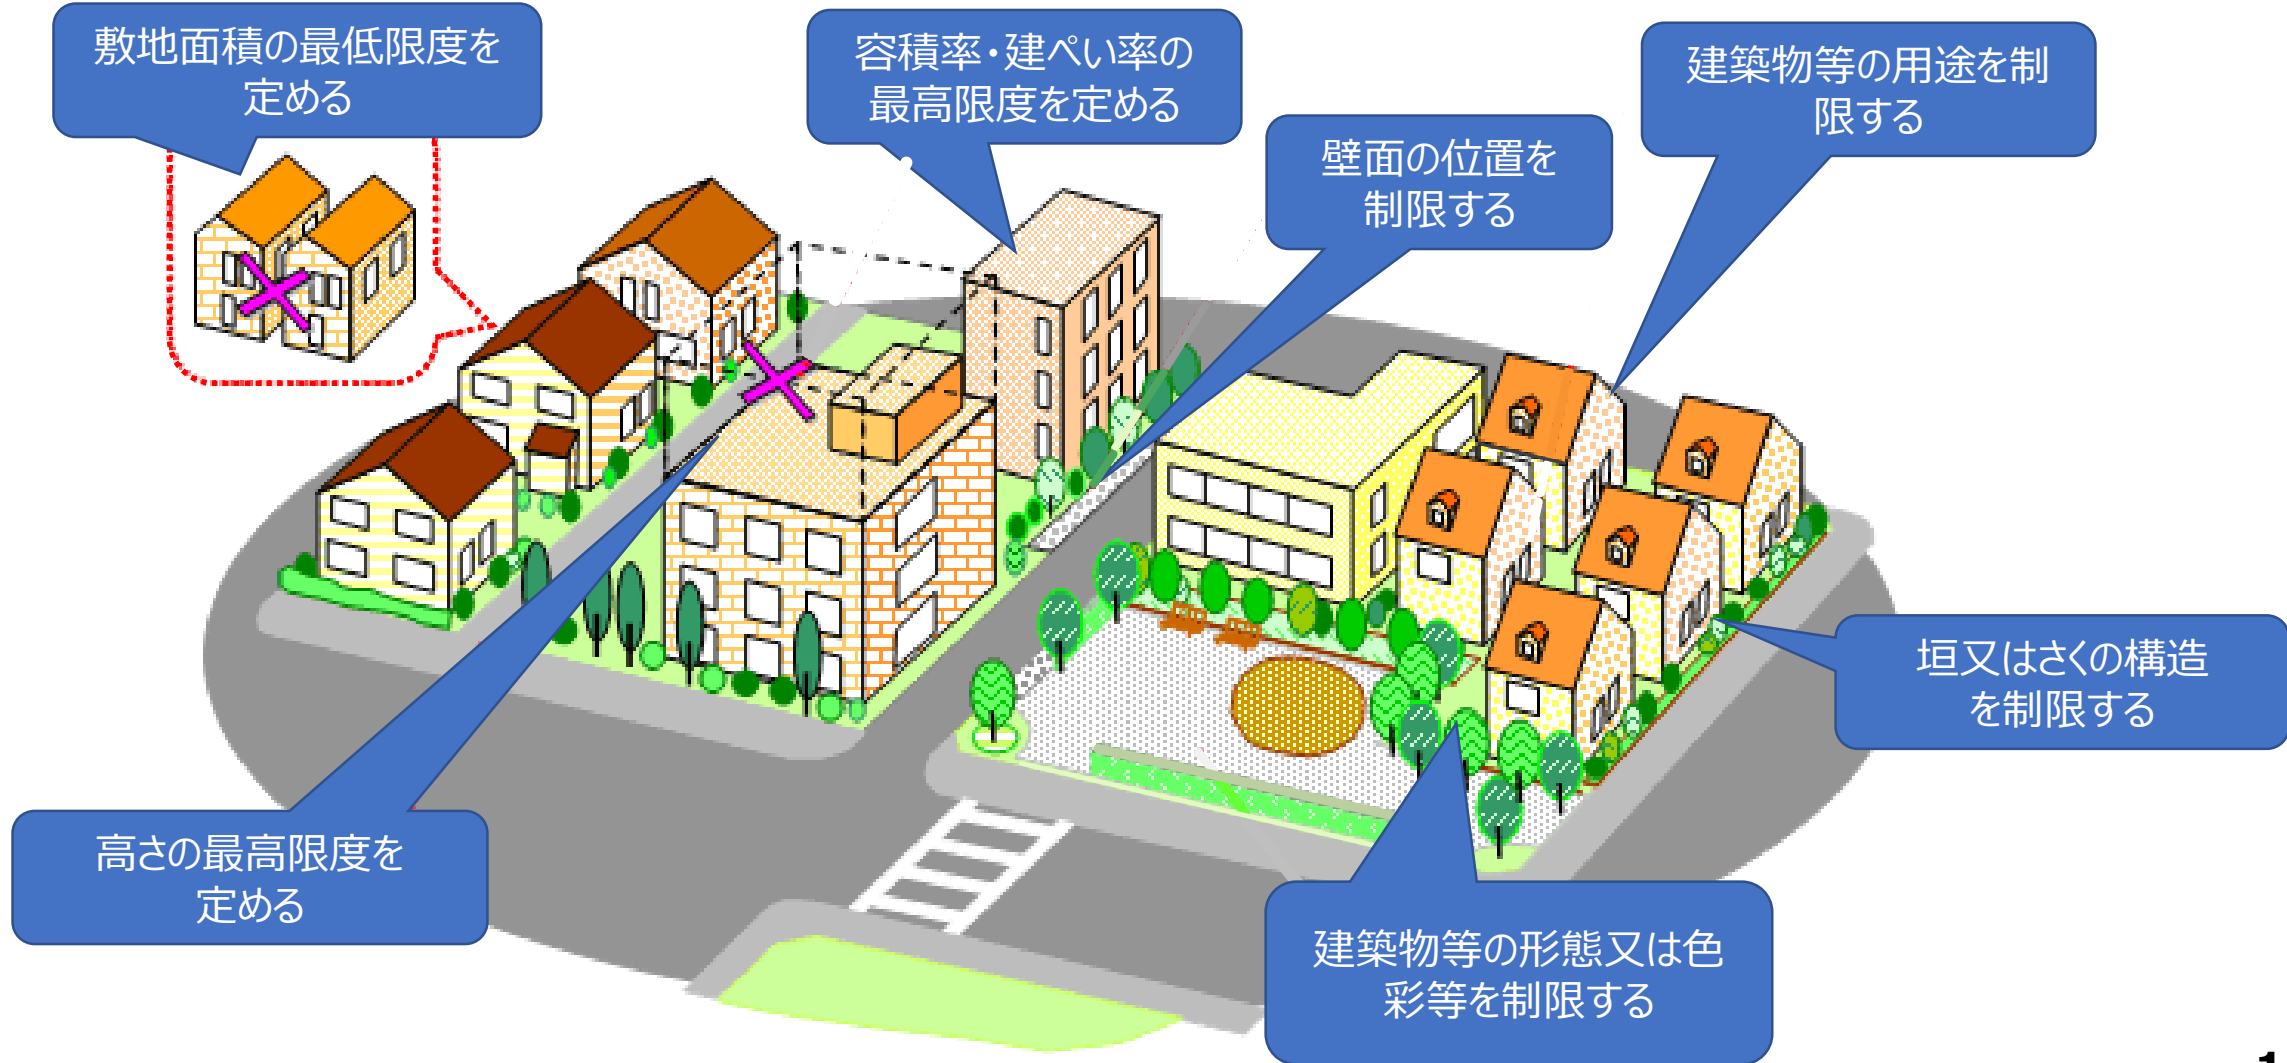 敷地面積の最低限度を
定める
容積率・建ぺい率の
最高限度を定める
建築物等の用途を制
限する
壁面の位置を
制限する
垣又はさくの構造
を制限する
高さの最高限度を
定める
建築物等の形態又は色
彩等を制限する